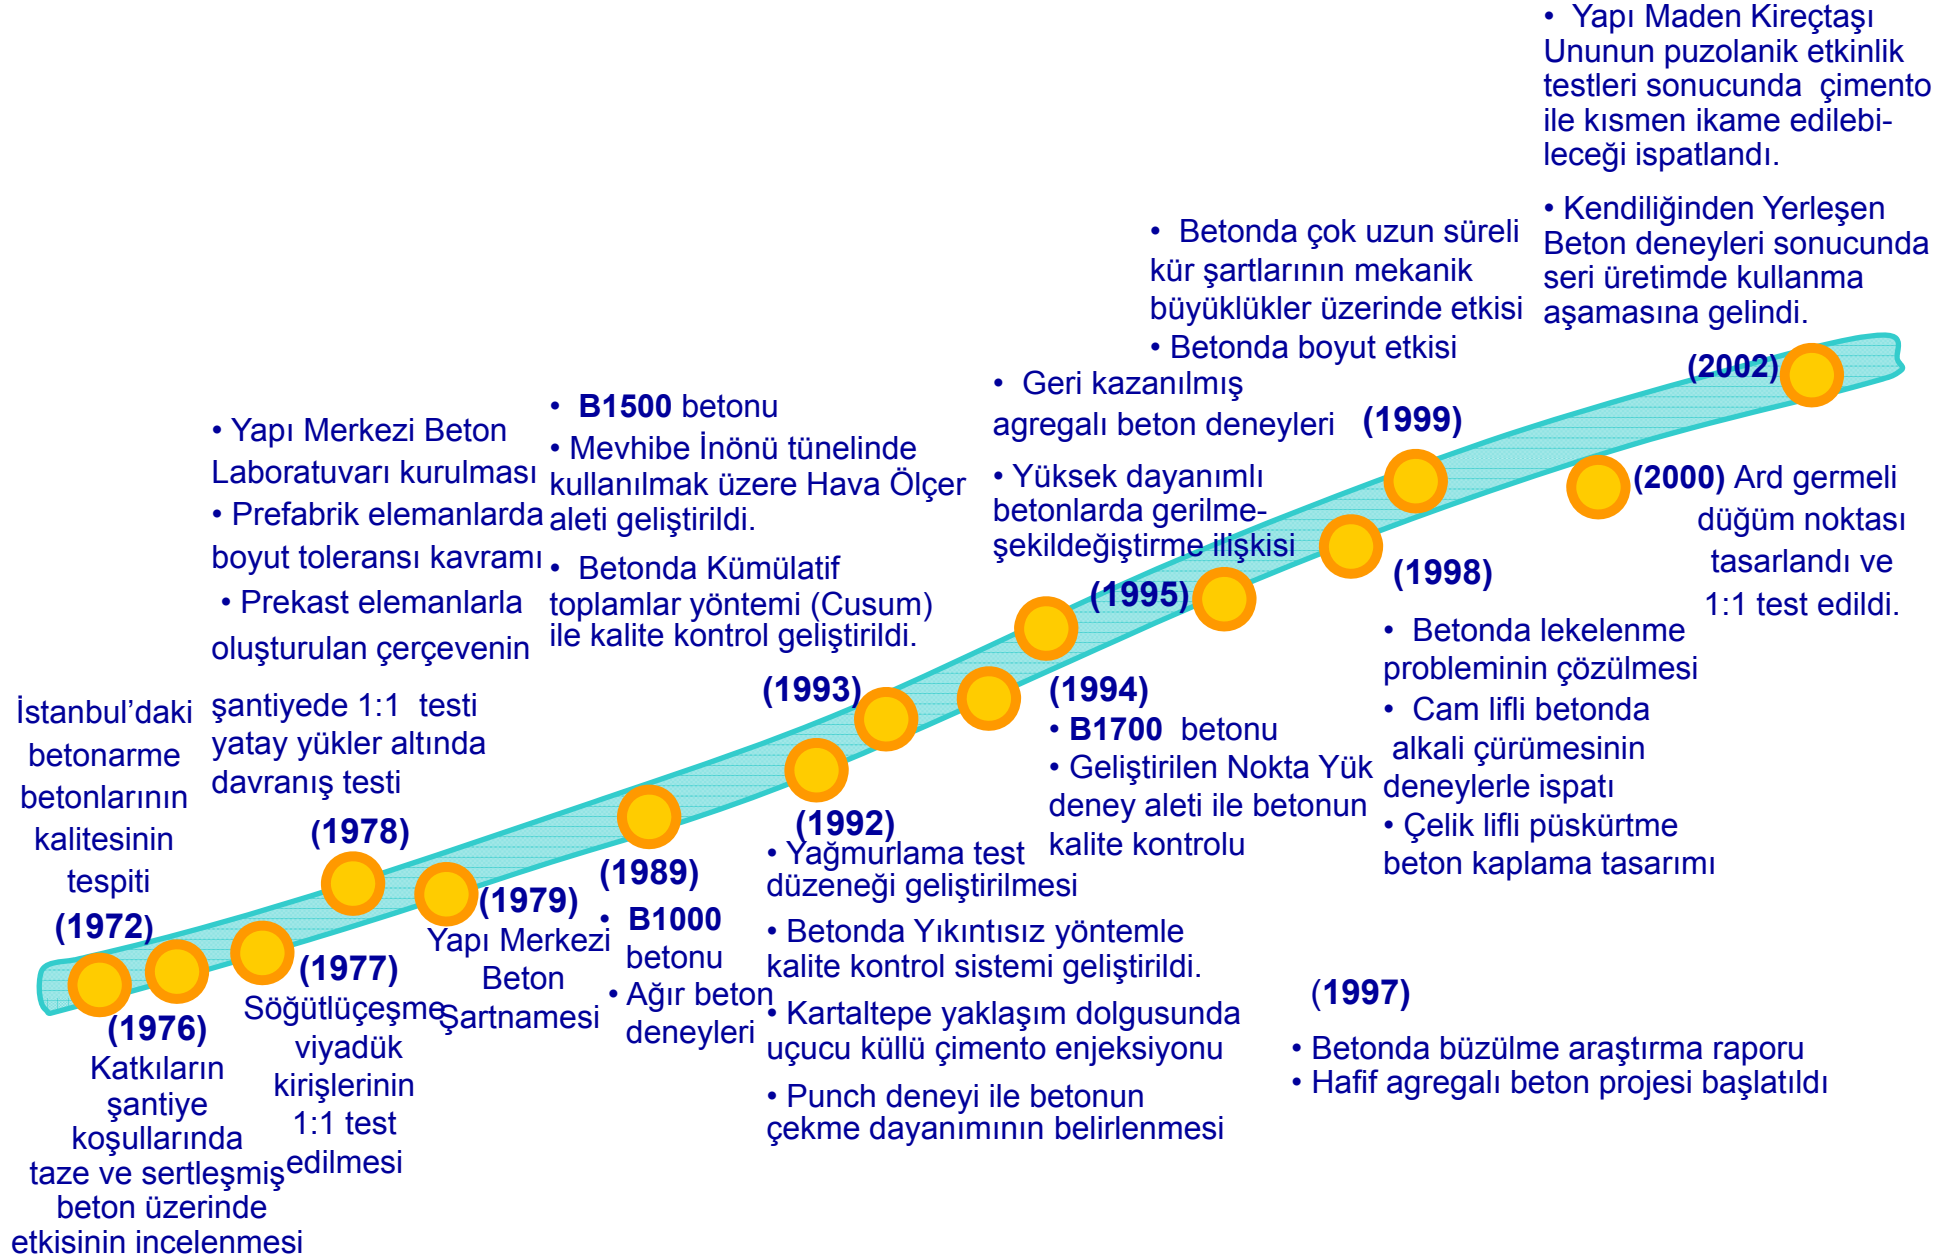 İstanbul’daki
betonarme
betonlarının
kalitesinin
tespiti
(1972)
(1976)
Katkıların
şantiye
koşullarında
taze ve sertleşmiş
beton üzerinde
etkisinin incelenmesi
(1977)
Söğütlüçeşme
viyadük
kirişlerinin
1:1 test
edilmesi
• Yapı Merkezi Beton
Laboratuvarı kurulması
• Prefabrik elemanlarda
boyut toleransı kavramı
• Prekast elemanlarla
oluşturulan çerçevenin
şantiyede 1:1 testi
yatay yükler altında
davranış testi
(1978)
(1979)
Yapı Merkezi
Beton
Şartnamesi
(1989)
• B1000
betonu
• Ağır beton
deneyleri
(1992)
• Yağmurlama test
düzeneği geliştirilmesi
• Betonda Yıkıntısız yöntemle
kalite kontrol sistemi geliştirildi.
• Kartaltepe yaklaşım dolgusunda
uçucu küllü çimento enjeksiyonu
• Punch deneyi ile betonun
çekme dayanımının belirlenmesi
• B1500 betonu
• Mevhibe İnönü tünelinde
kullanılmak üzere Hava Ölçer
aleti geliştirildi.
• Betonda Kümülatif
toplamlar yöntemi (Cusum)
ile kalite kontrol geliştirildi.
(1993)
(1994)
• B1700 betonu
• Geliştirilen Nokta Yük
deney aleti ile betonun
kalite kontrolu
• Geri kazanılmış
agregalı beton deneyleri
• Yüksek dayanımlı
betonlarda gerilme-
şekildeğiştirme ilişkisi
(1995)
(1997)
• Betonda büzülme araştırma raporu
• Hafif agregalı beton projesi başlatıldı
(1998)
• Betonda lekelenme
probleminin çözülmesi
• Cam lifli betonda
alkali çürümesinin
deneylerle ispatı
• Çelik lifli püskürtme
beton kaplama tasarımı
• Betonda çok uzun süreli
kür şartlarının mekanik
büyüklükler üzerinde etkisi
• Betonda boyut etkisi
(1999)
(2000) Ard germeli
düğüm noktası
tasarlandı ve
1:1 test edildi.
• Yapı Maden Kireçtaşı
Ununun puzolanik etkinlik
testleri sonucunda çimento
ile kısmen ikame edilebi-
leceği ispatlandı.
• Kendiliğinden Yerleşen
Beton deneyleri sonucunda
seri üretimde kullanma
aşamasına gelindi.
(2002)